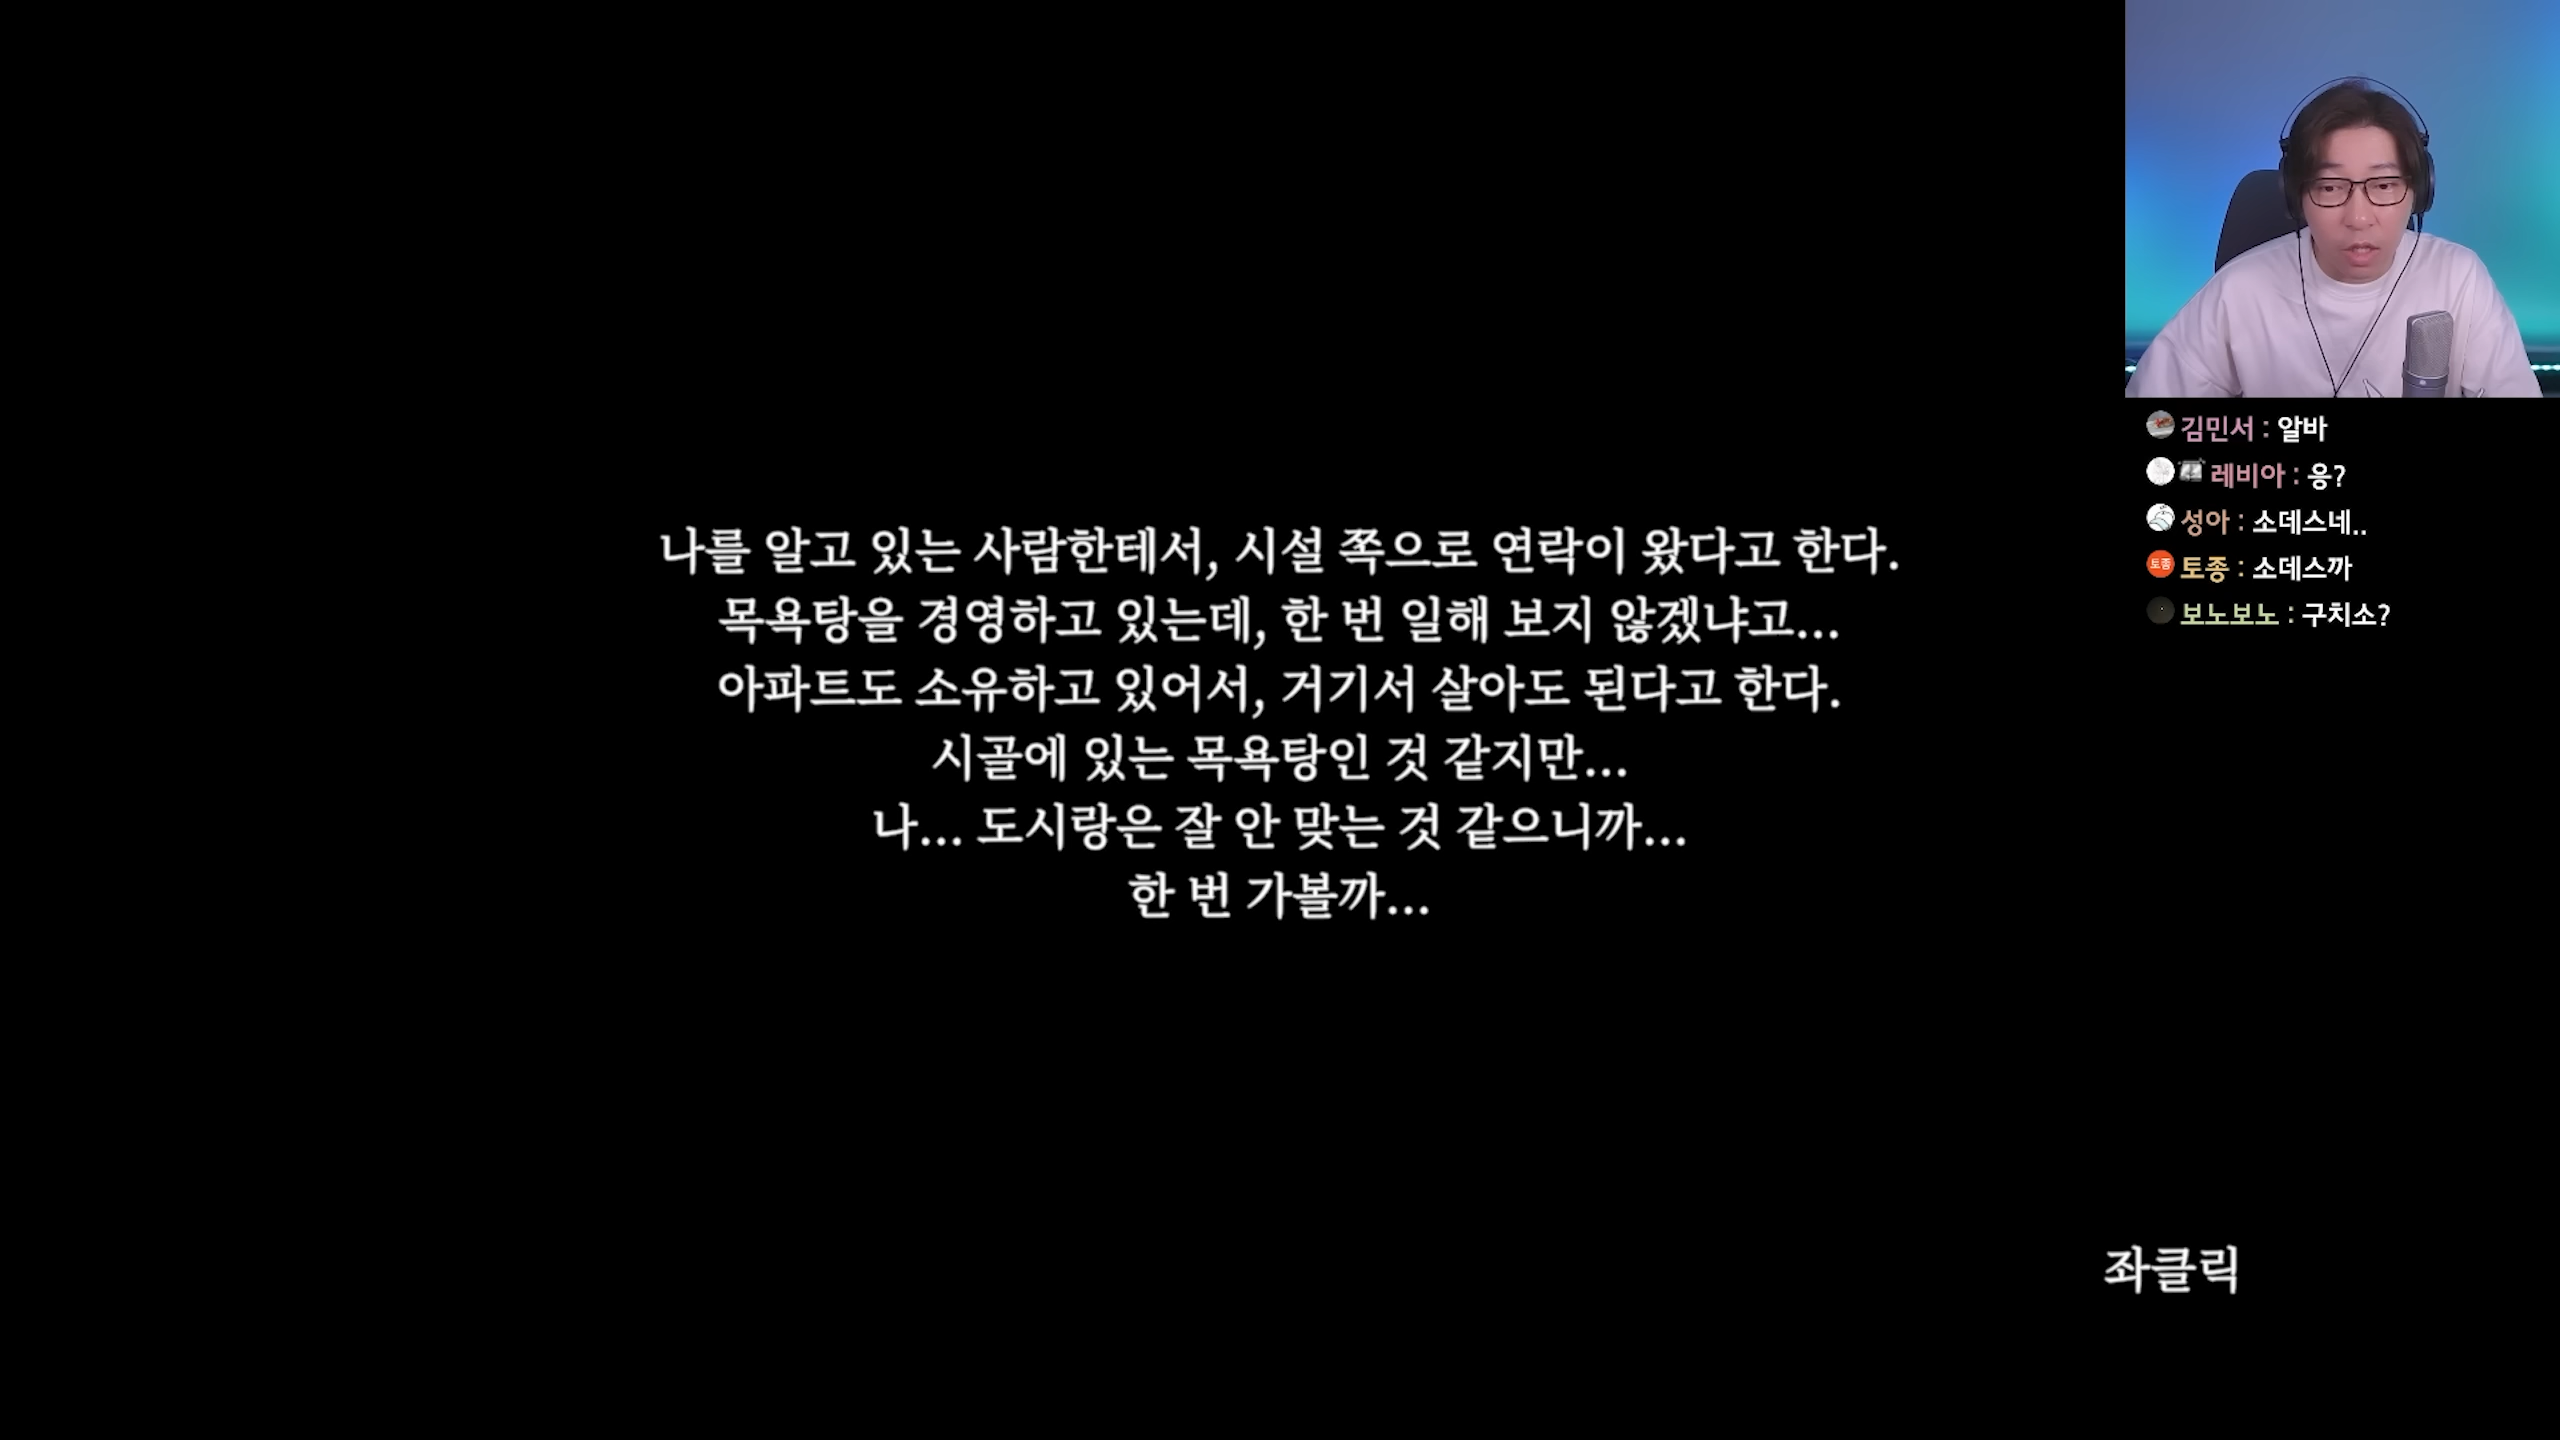 나를 알고 있는 사람한테서, 시설 쪽으로 연락이 왔다고 한다.
목욕탕을 경영하고 있는데, 한 번 일해 보지 않겠냐고...
아파트도 소유하고 있어서, 거기서 살아도 된다고 한다.
시골에 있는 목욕탕인 것 같지만...
나... 도시랑은 잘 안 맞는 것 같으니까...
한 번 가볼까...
좌클릭
김민서 : 알바
레비아 : 응?
성아 : 소데스네..
토종 토종 : 소데스까
보노보노 : 구치소?